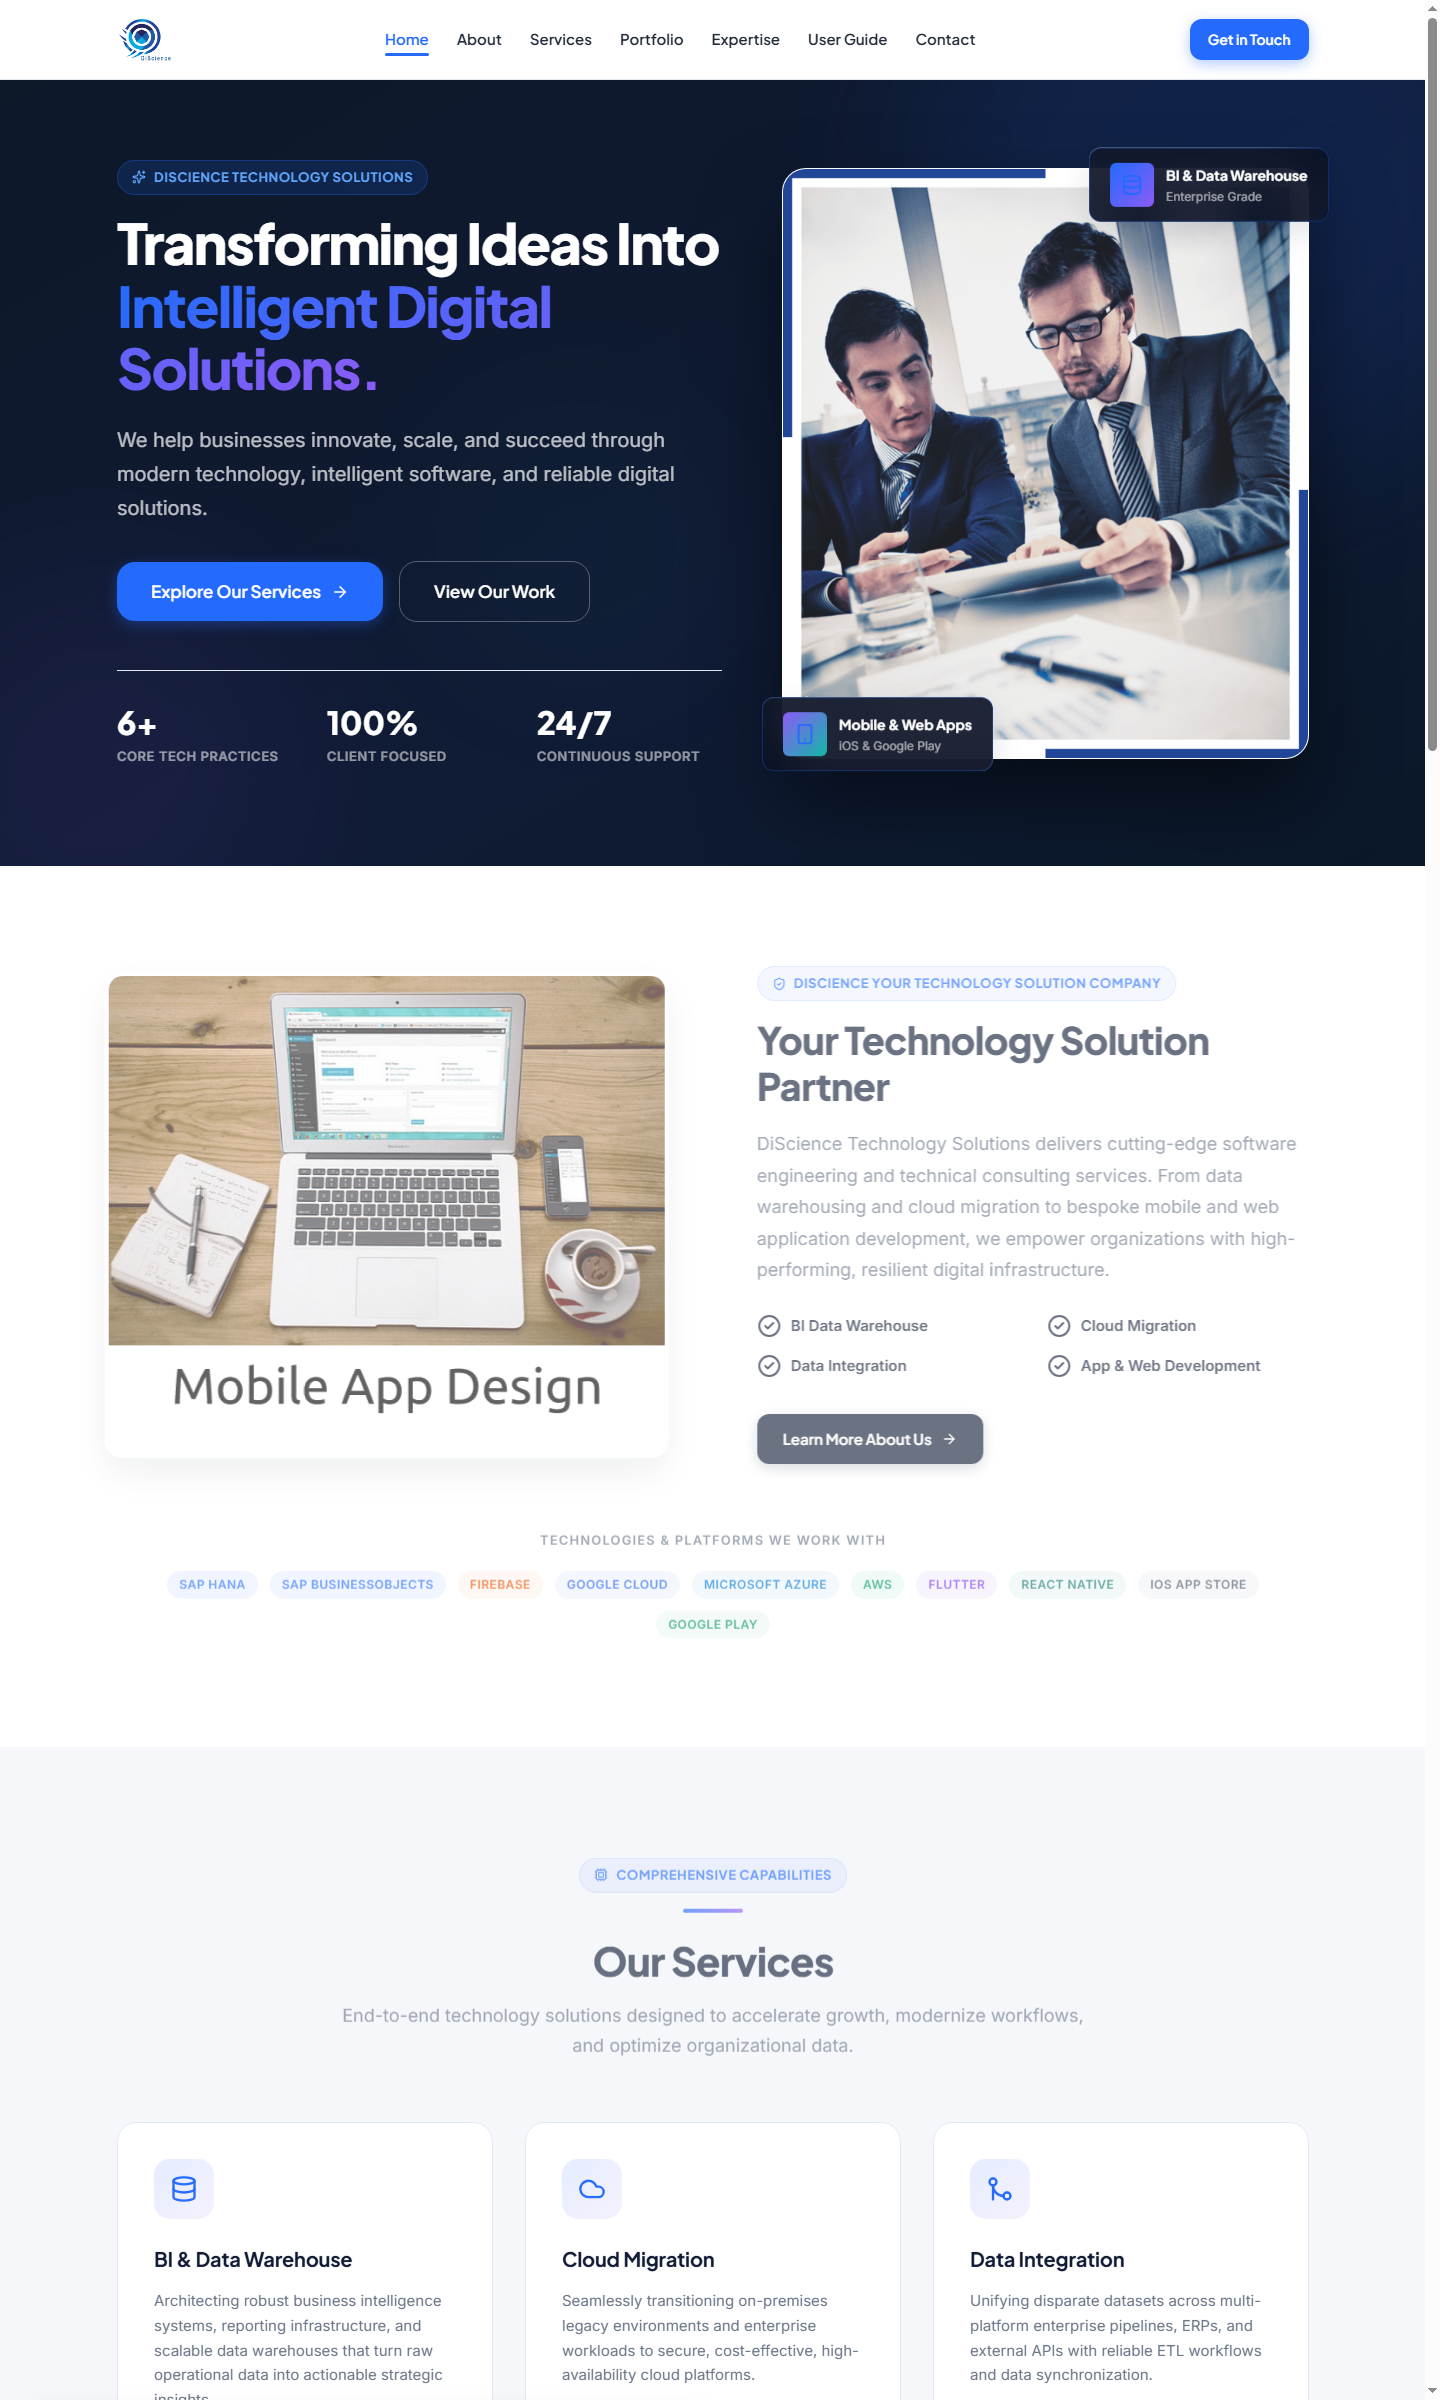 DiScience
Home About Services Portfolio Expertise User Guide Contact
Get in Touch
DISCIENCE TECHNOLOGY SOLUTIONS
Transforming Ideas Into
Intelligent Digital
Solutions.
We help businesses innovate, scale, and succeed through
modern technology, intelligent software, and reliable digital
solutions.
Explore Our Services
View Our Work
6+
CORE TECH PRACTICES
100%
CLIENT FOCUSED
24/7
CONTINUOUS SUPPORT
BI & Data Warehouse
Enterprise Grade
Mobile & Web Apps
iOS & Google Play
Mobile App Design
DISCIENCE YOUR TECHNOLOGY SOLUTION COMPANY
Your Technology Solution
Partner
DiScience Technology Solutions delivers cutting-edge software
engineering and technical consulting services. From data
warehousing and cloud migration to bespoke mobile and web
application development, we empower organizations with high-
performing, resilient digital infrastructure.
BI Data Warehouse
Cloud Migration
Data Integration
App & Web Development
Learn More About Us
TECHNOLOGIES & PLATFORMS WE WORK WITH
SAP HANA SAP BUSINESSOBJECTS FIREBASE GOOGLE CLOUD MICROSOFT AZURE AWS FLUTTER REACT NATIVE IOS APP STORE
GOOGLE PLAY
COMPREHENSIVE CAPABILITIES
Our Services
End-to-end technology solutions designed to accelerate growth, modernize workflows,
and optimize organizational data.
BI & Data Warehouse
Architecting robust business intelligence
systems, reporting infrastructure, and
scalable data warehouses that turn raw
operational data into actionable strategic
insights.
Cloud Migration
Seamlessly transitioning on-premises
legacy environments and enterprise
workloads to secure, cost-effective, high-
availability cloud platforms.
Data Integration
Unifying disparate datasets across multi-
platform enterprise pipelines, ERPs, and
external APIs with reliable ETL workflows
and data synchronization.